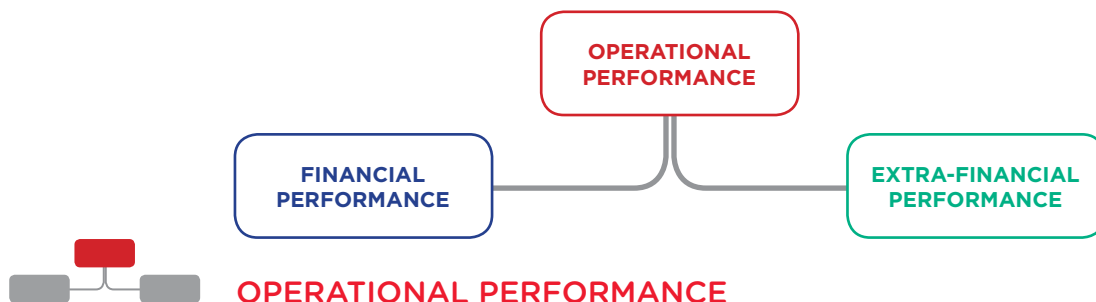 OPERATIONAL
PERFORMANCE
FINANCIAL
PERFORMANCE
EXTRA-FINANCIAL
PERFORMANCE
OPERATIONAL PERFORMANCE